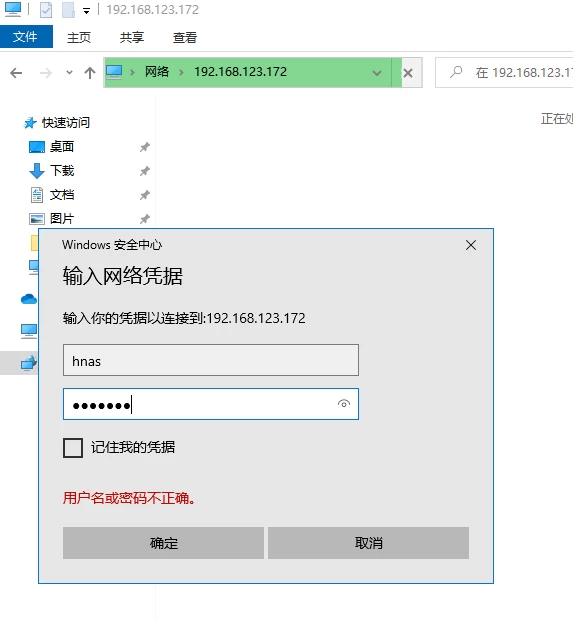 192.168.123.172
文件 主页 共享 查看
网络 192.168.123.172
在 192.168.123.17
正在处
快速访问
桌面
下载
文档
图片
Windows 安全中心
输入网络凭据
输入你的凭据以连接到:192.168.123.172
hnas
记住我的凭据
用户名或密码不正确。
确定 取消